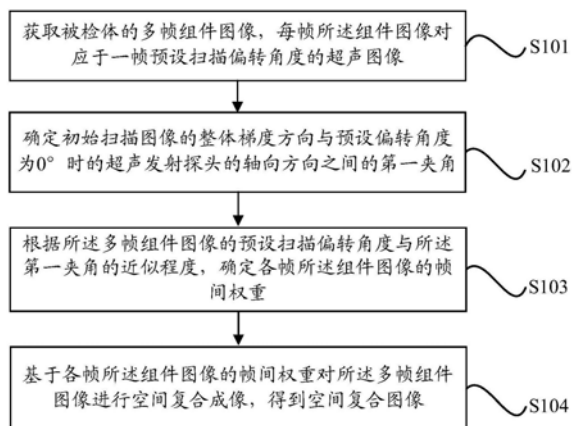 获取被检体的多帧组件图像，每帧所述组件图像对
应于一帧预设扫描偏转角度的超声图像
S101
确定初始扫描图像的整体梯度方向与预设偏转角度
为0°时的超声发射探头的轴向方向之间的第一夹角
S102
根据所述多帧组件图像的预设扫描偏转角度与所述
第一夹角的近似程度，确定各帧所述组件图像的帧
间权重
S103
基于各帧所述组件图像的帧间权重对所述多帧组件
图像进行空间复合成像，得到空间复合图像
S104